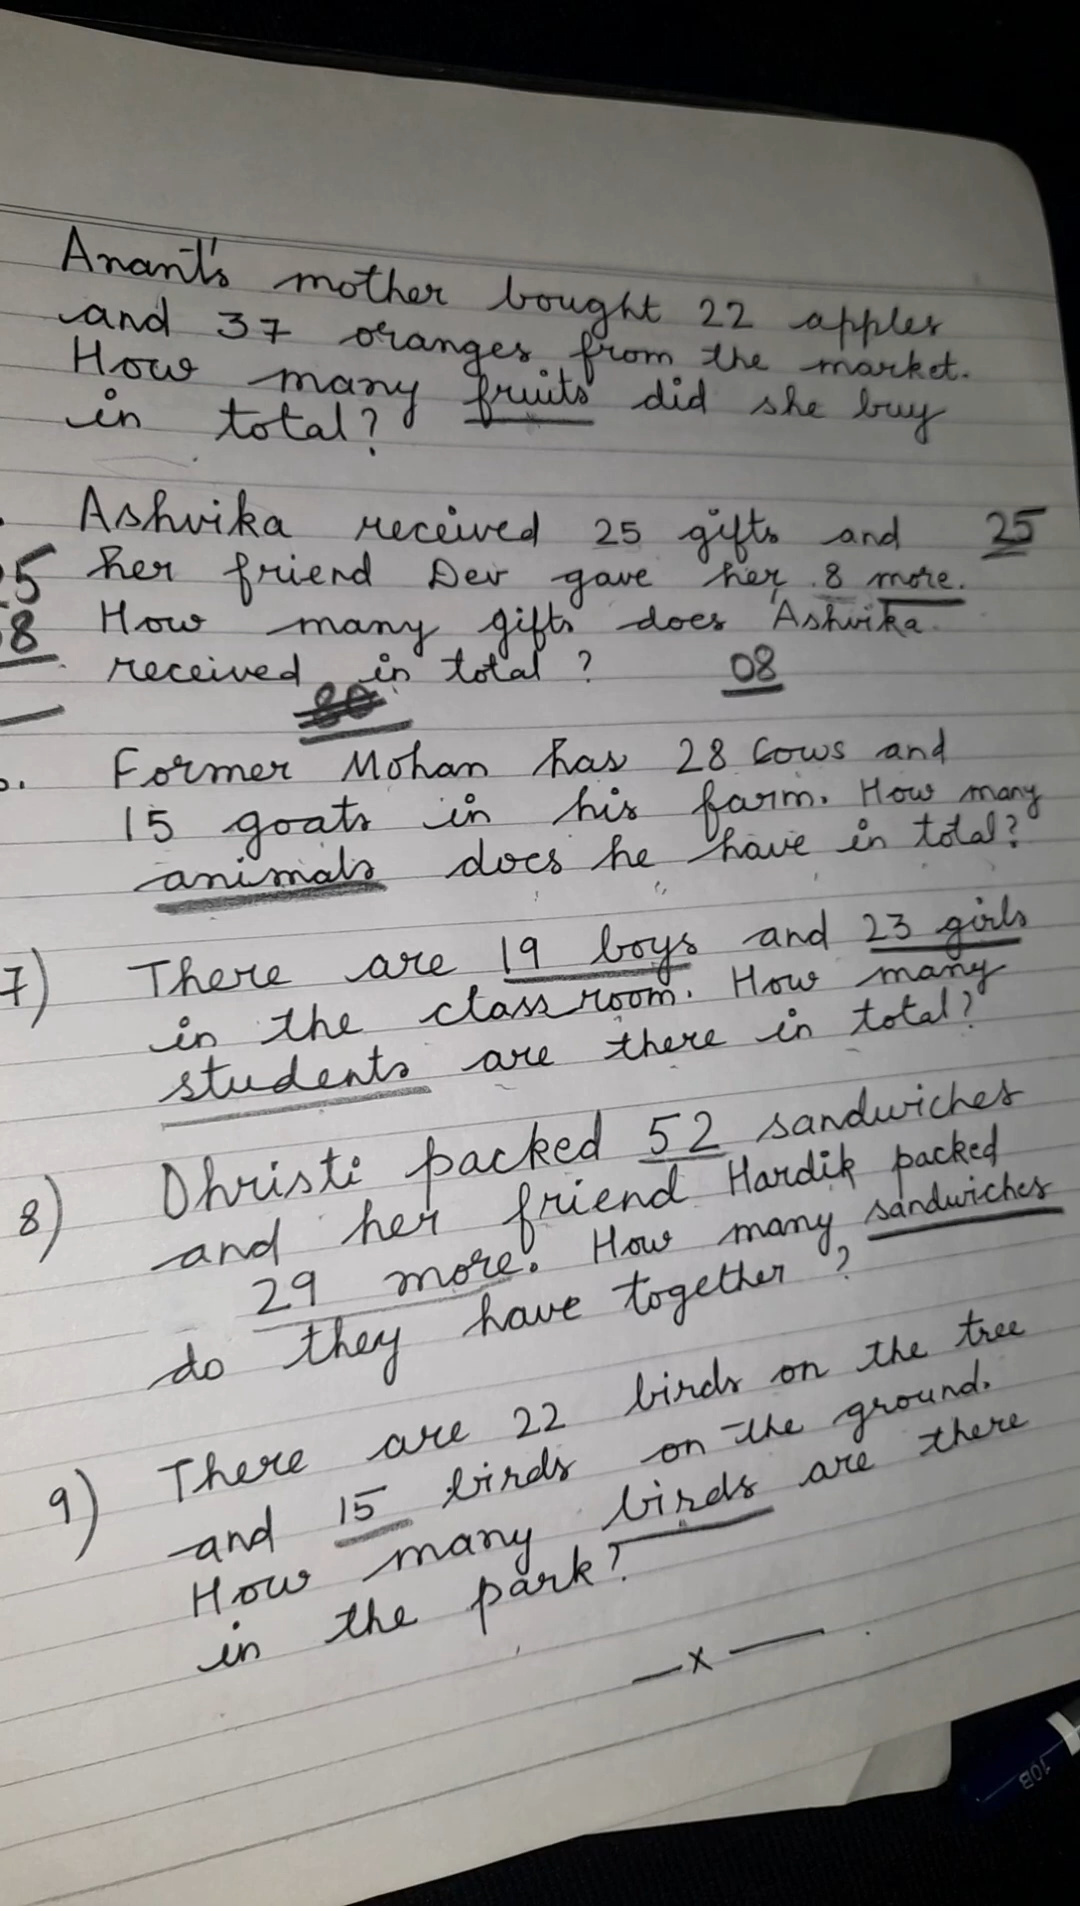 Anant's mother bought 22 apples
and 37 oranges from the market.
How many fruits did she buy
in total?
Ashvika received 25 gifts and 25
her friend Dev gave her 8 more.
5
How many gifts does Ashvika
8
received in total? 08
80
Former Mohan has 28 Cows and
15 goats in his farm. How many
animals does he have in total?
7) There are 19 boys and 23 girls
in the classroom. How many
students are there in total?
8) Dhristi packed 52 sandwiches
and her friend Hardik packed
29 more. How many sandwiches
do they have together?
9) There are 22 birds on the tree
and 15 birds on the ground.
How many birds are there
in the park?
—x—
10B